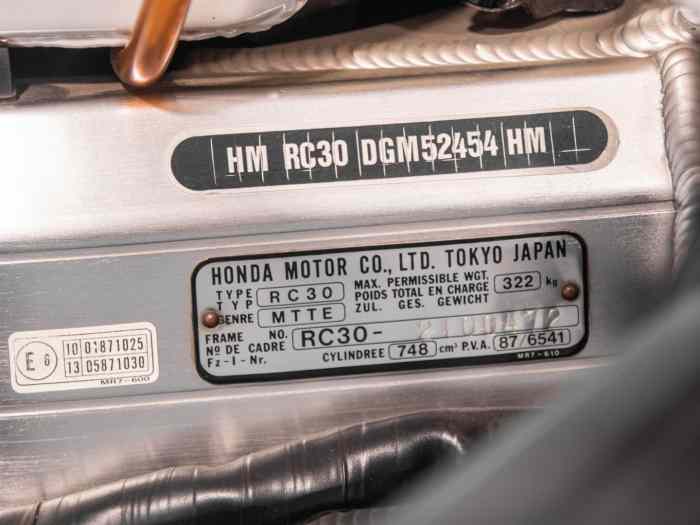 HM RC30 DGM52454 HM
HONDA MOTOR CO., LTD. TOKYO JAPAN
TYPE
TYP
RC30
MAX. PERMISSIBLE WGT.
POIDS TOTAL EN CHARGE
ZUL. GES. GEWICHT
322 kg
GENRE MTTE
FRAME NO.
Nº DE CADRE
Fz-I-Nr.
RC30-
CYLINDREE 748 cm³ P.V.A. 87/6541
MR7-610
E 6
10 01871025
13 05871030
MR7-600